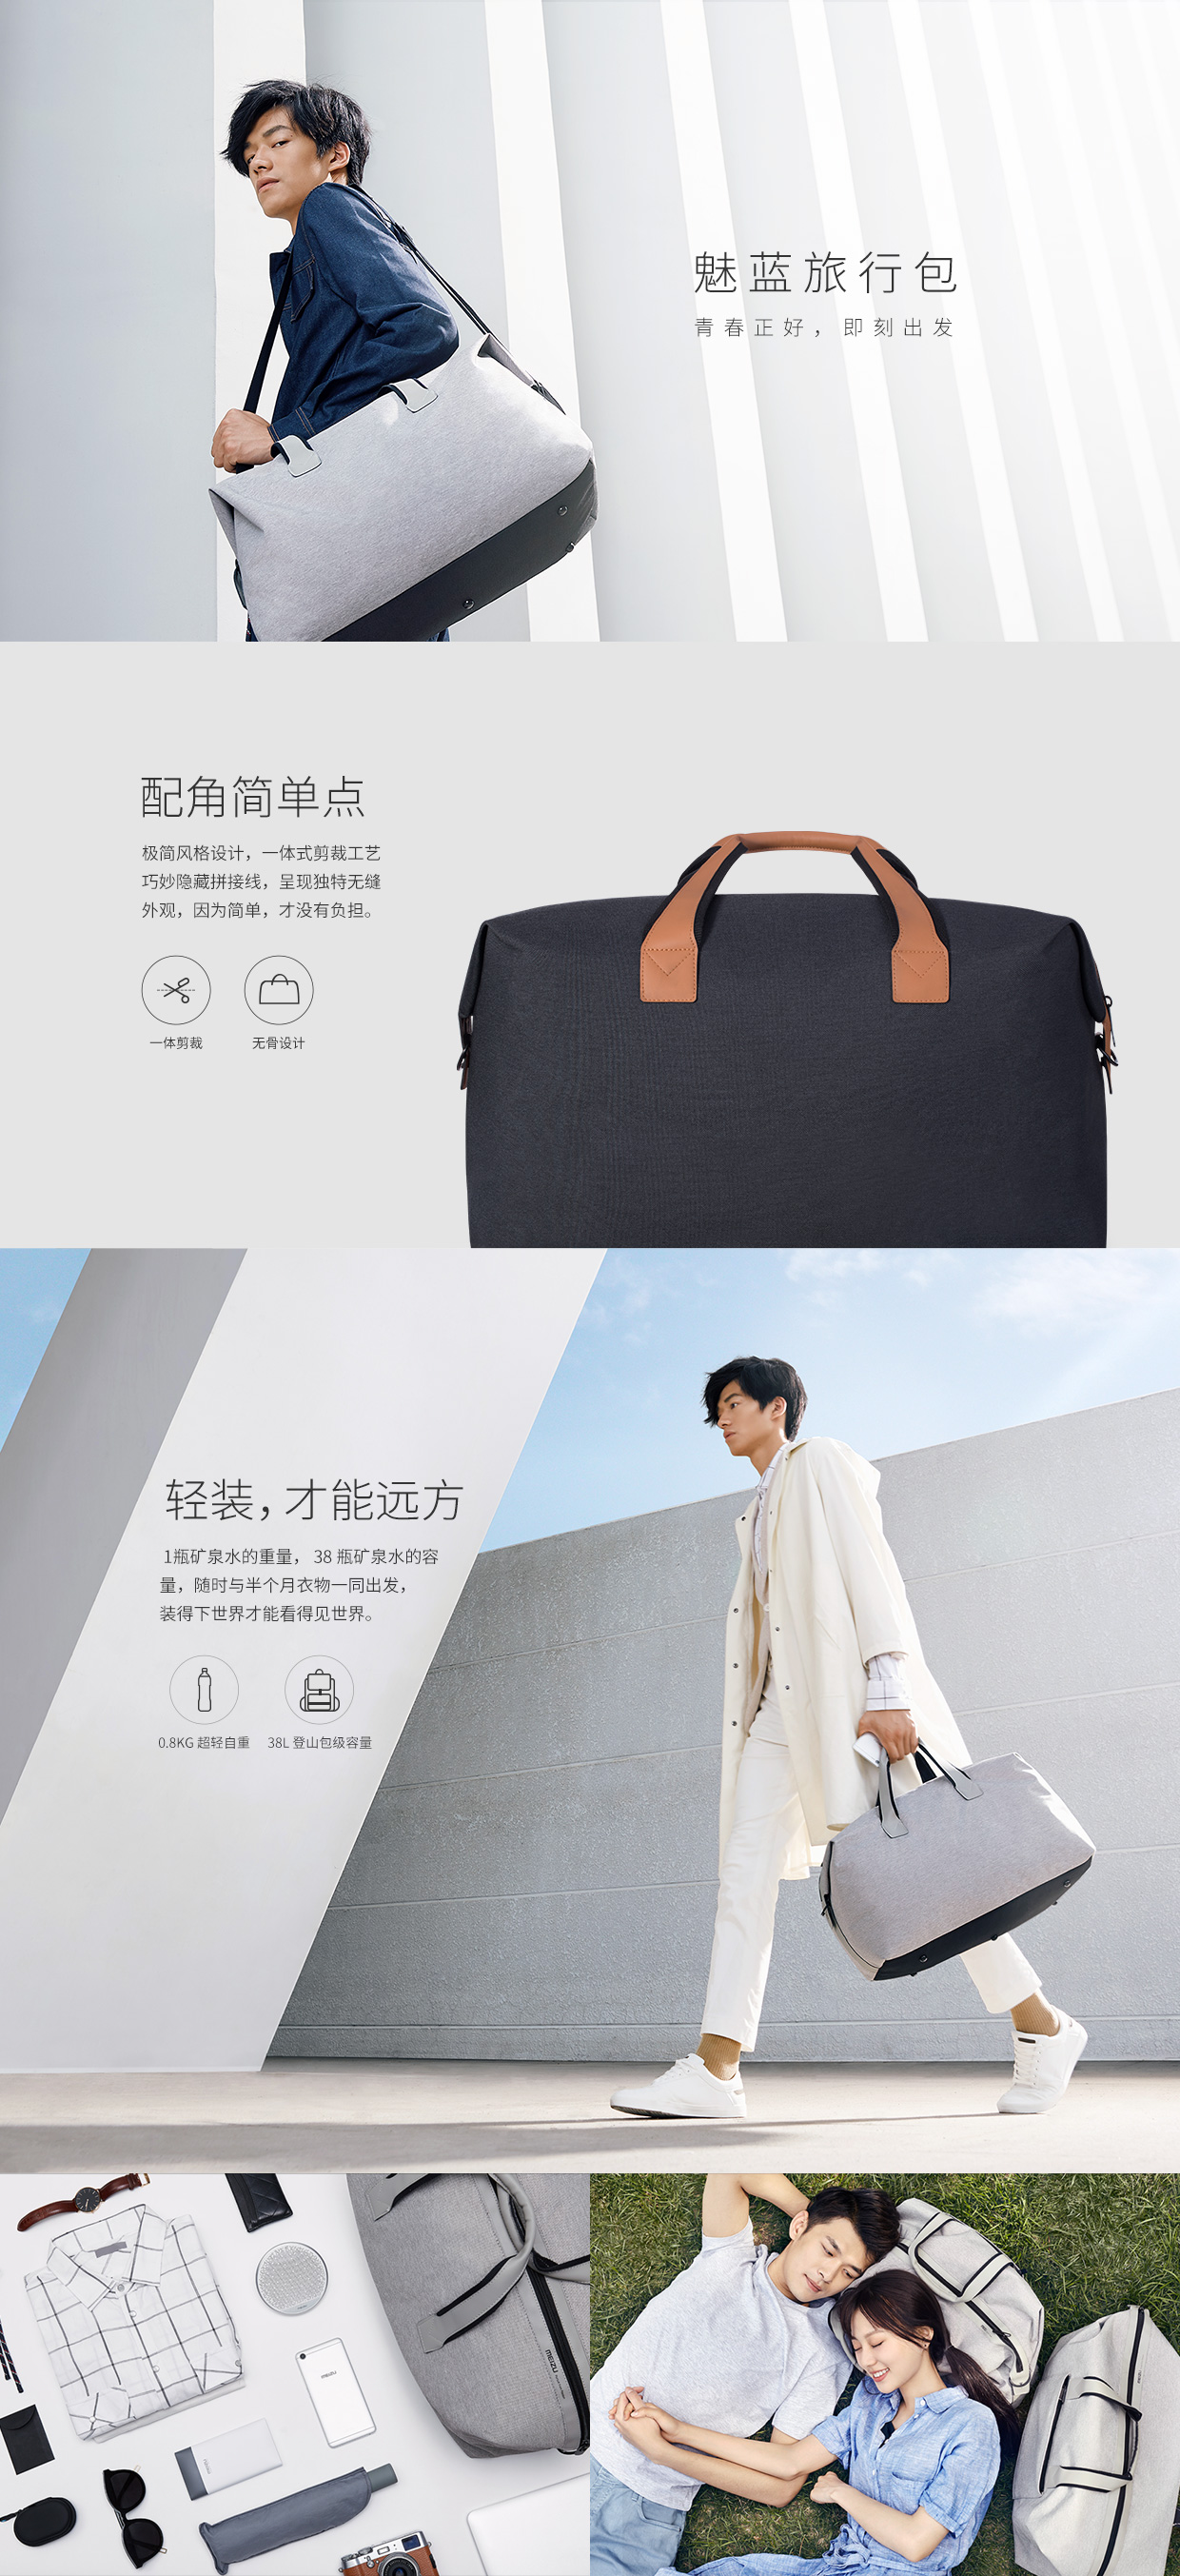 魅蓝旅行包
青春正好，即刻出发
配角简单点
极简风格设计，一体式剪裁工艺
巧妙隐藏拼接线，呈现独特无缝
外观，因为简单，才没有负担。
一体剪裁
无骨设计
轻装，才能远方
1瓶矿泉水的重量， 38 瓶矿泉水的容
量，随时与半个月衣物一同出发，
装得下世界才能看得见世界。
0.8KG 超轻自重
38L 登山包级容量
MEIZU
MEIZU
MEIZU